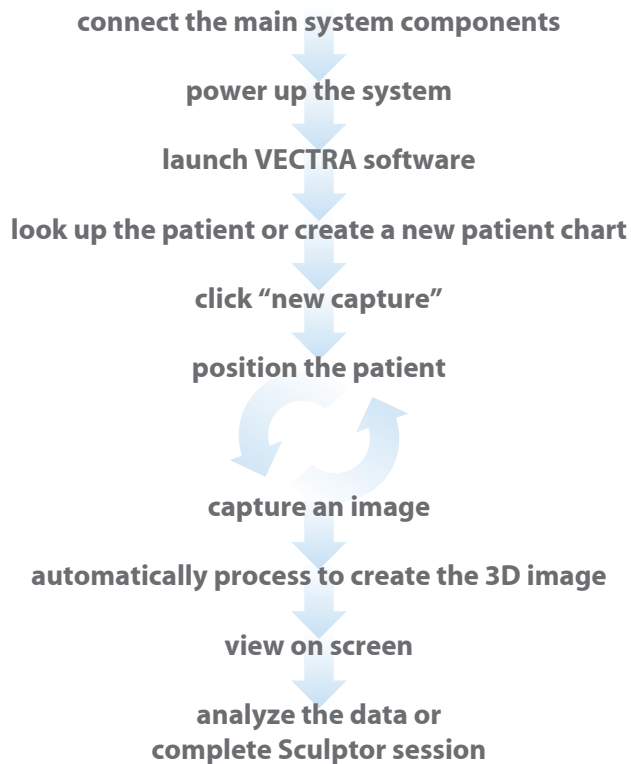 connect the main system components
power up the system
launch VECTRA software
look up the patient or create a new patient chart
click “new capture”
position the patient
capture an image
automatically process to create the 3D image
view on screen
analyze the data or
complete Sculptor session